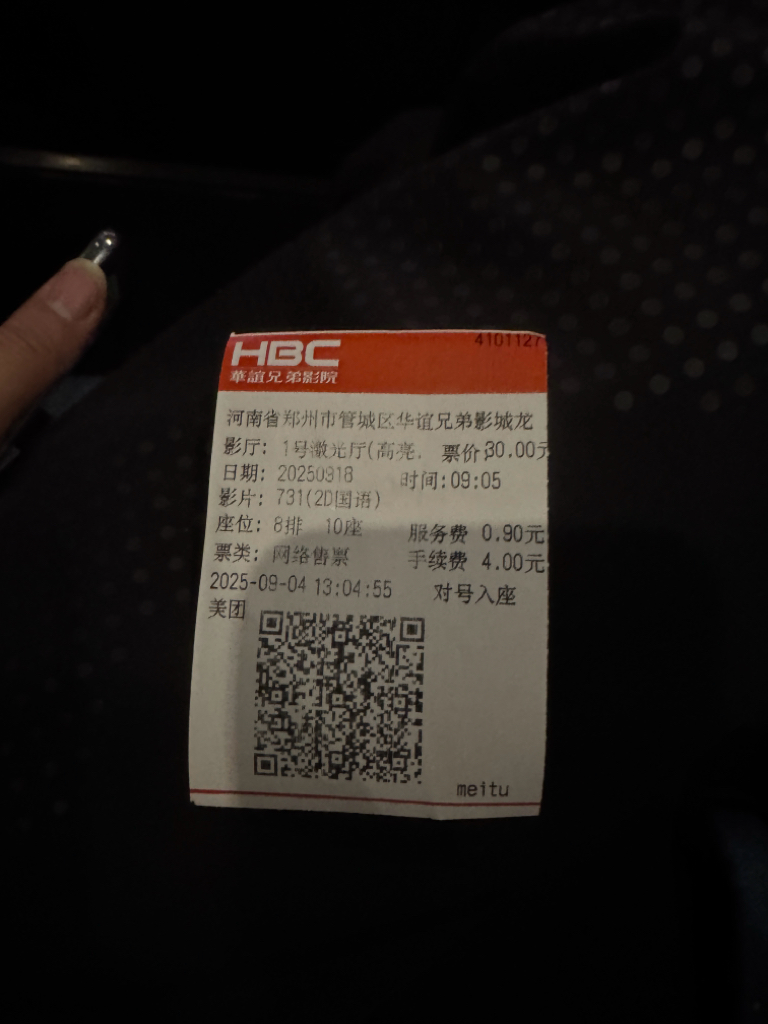 4101127
HBC
華誼兄弟影院
河南省郑州市管城区华谊兄弟影城龙
影厅: 1号激光厅(高亮. 票价:30.00元
日期: 20250918 时间:09:05
影片: 731(2D国语)
座位: 8排 10座 服务费 0.90元
票类: 网络售票 手续费 4.00元
2025-09-04 13:04:55 对号入座
美团
meitu